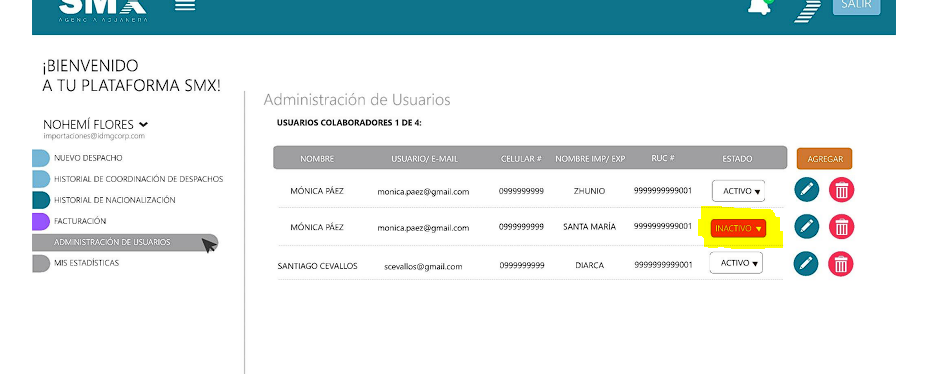 SMX
AGENCIA ADUANERA
SALIR
¡BIENVENIDO
A TU PLATAFORMA SMX!
NOHEMÍ FLORES
importaciones@idmgcorp.com
NUEVO DESPACHO
HISTORIAL DE COORDINACIÓN DE DESPACHOS
HISTORIAL DE NACIONALIZACIÓN
FACTURACIÓN
ADMINISTRACIÓN DE USUARIOS
MIS ESTADÍSTICAS
Administración de Usuarios
USUARIOS COLABORADORES 1 DE 4:
NOMBRE USUARIO/ E-MAIL CELULAR # NOMBRE IMP/ EXP RUC # ESTADO AGREGAR
MÓNICA PÁEZ monica.paez@gmail.com 0999999999 ZHUNIO 9999999999001 ACTIVO
MÓNICA PÁEZ monica.paez@gmail.com 0999999999 SANTA MARÍA 9999999999001 INACTIVO
SANTIAGO CEVALLOS scevallos@gmail.com 0999999999 DIARCA 9999999999001 ACTIVO